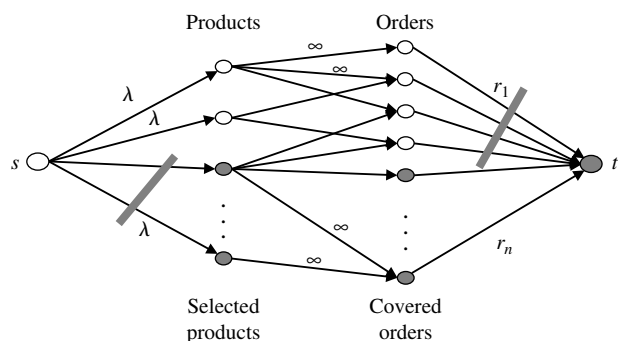 Products
Orders
∞
∞
r₁
λ
λ
s
t
λ
∞
∞
rₙ
Selected
products
Covered
orders